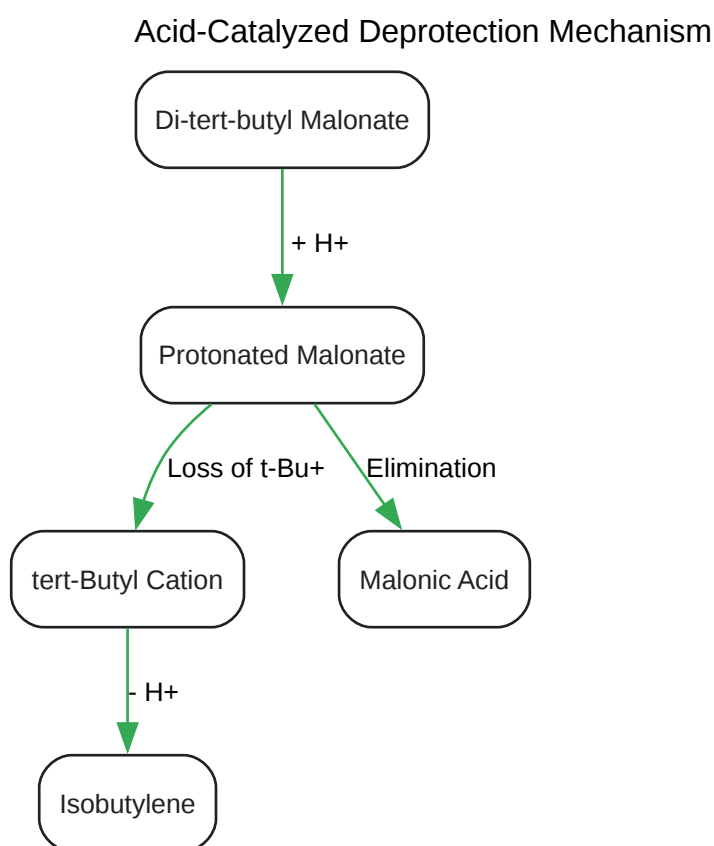 Acid-Catalyzed Deprotection Mechanism
Di-tert-butyl Malonate
+ H+
Protonated Malonate
Loss of t-Bu+
Elimination
tert-Butyl Cation
Malonic Acid
- H+
Isobutylene